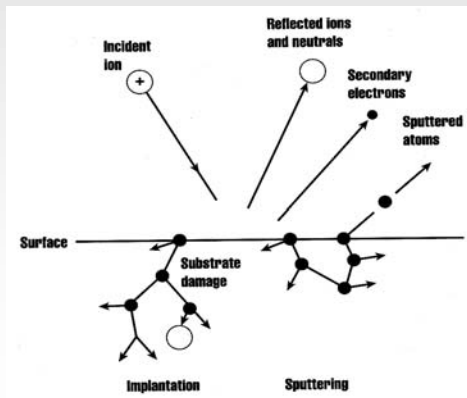 Incident
ion
+
Reflected ions
and neutrals
Secondary
electrons
Sputtered
atoms
Surface
Substrate
damage
Implantation
Sputtering